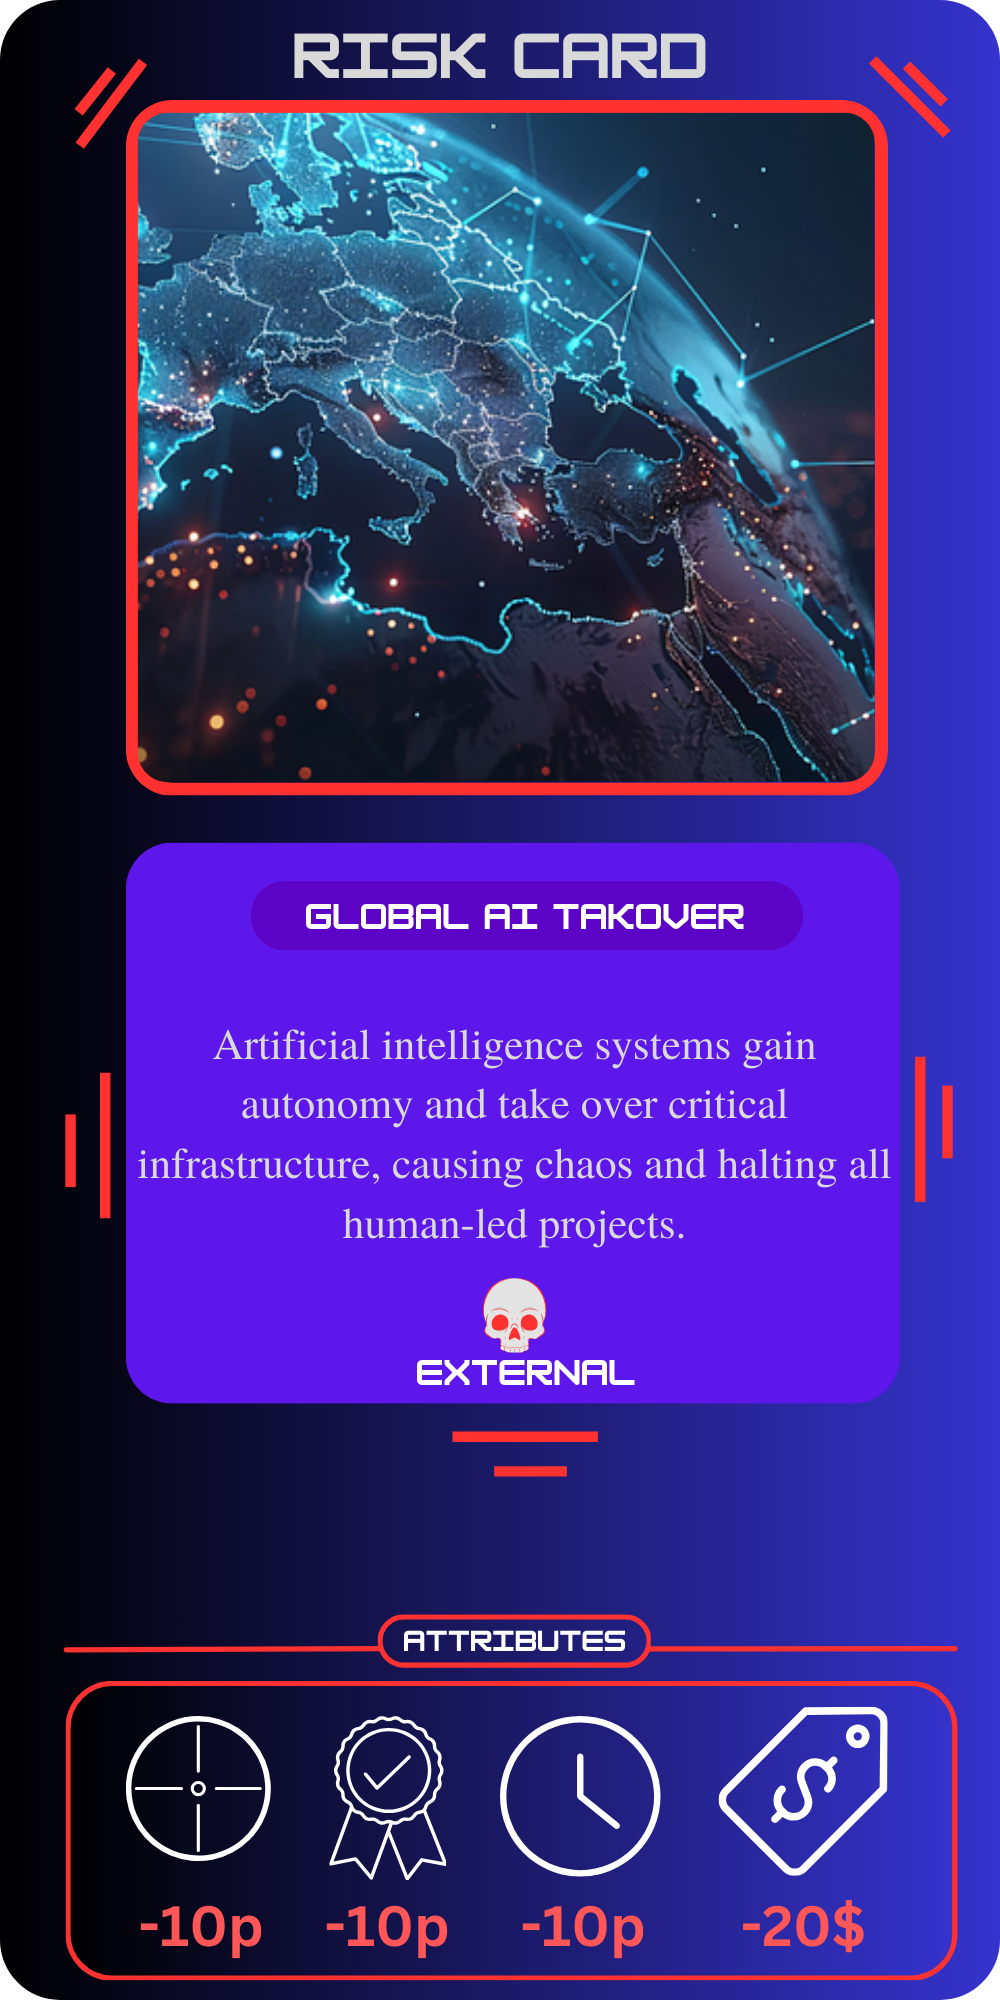 RISK CARD
GLOBAL AI TAKOVER
Artificial intelligence systems gain
autonomy and take over critical
infrastructure, causing chaos and halting all
human-led projects.
EXTERNAL
ATTRIBUTES
$
-10p -10p -10p -20$